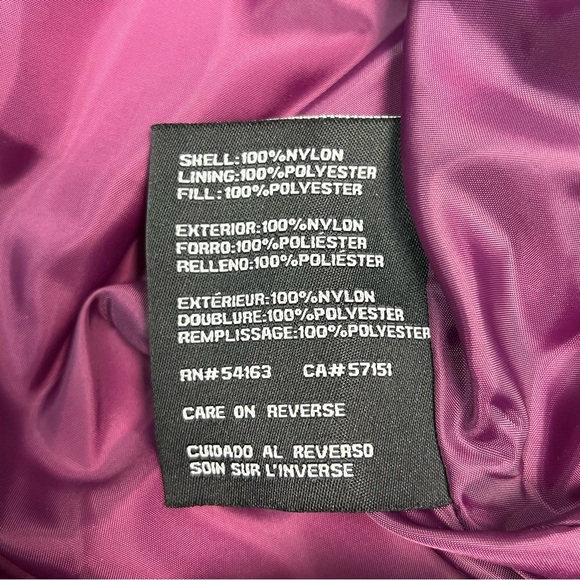 SHELL:100%NYLON
LINING:100%POLYESTER
FILL:100%POLYESTER
EXTERIOR:100%NYLON
FORRO:100%POLIÉSTER
RELLENO:100%POLIÉSTER
EXTÉRIEUR:100%NYLON
DOUBLURE:100%POLYESTER
REMPLISSAGE:100%POLYESTER
RN#54163 CA#57151
CARE ON REVERSE
CUIDADO AL REVERSO
SOIN SUR L'INVERSE